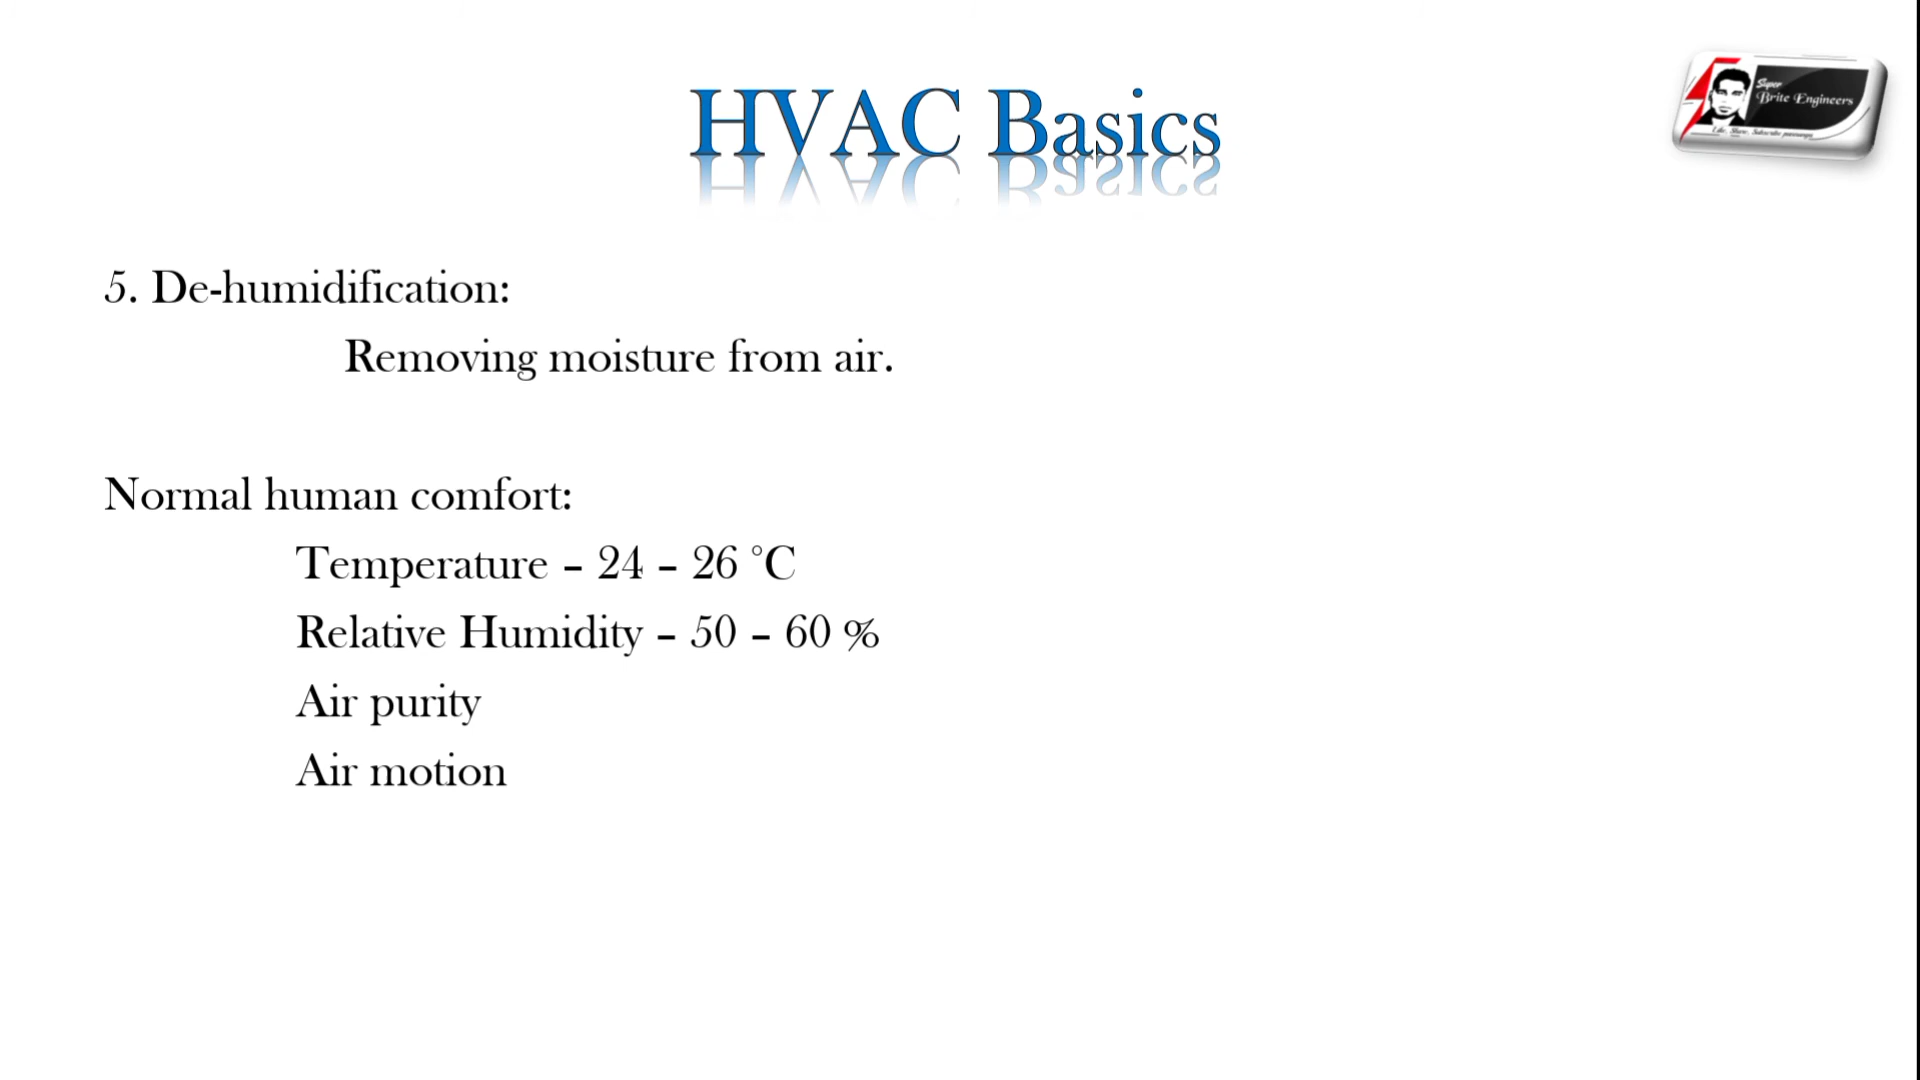 HVAC Basics
Super
Brite Engineers
5. De-humidification:
Removing moisture from air.
Normal human comfort:
Temperature – 24 – 26 °C
Relative Humidity – 50 – 60 %
Air purity
Air motion